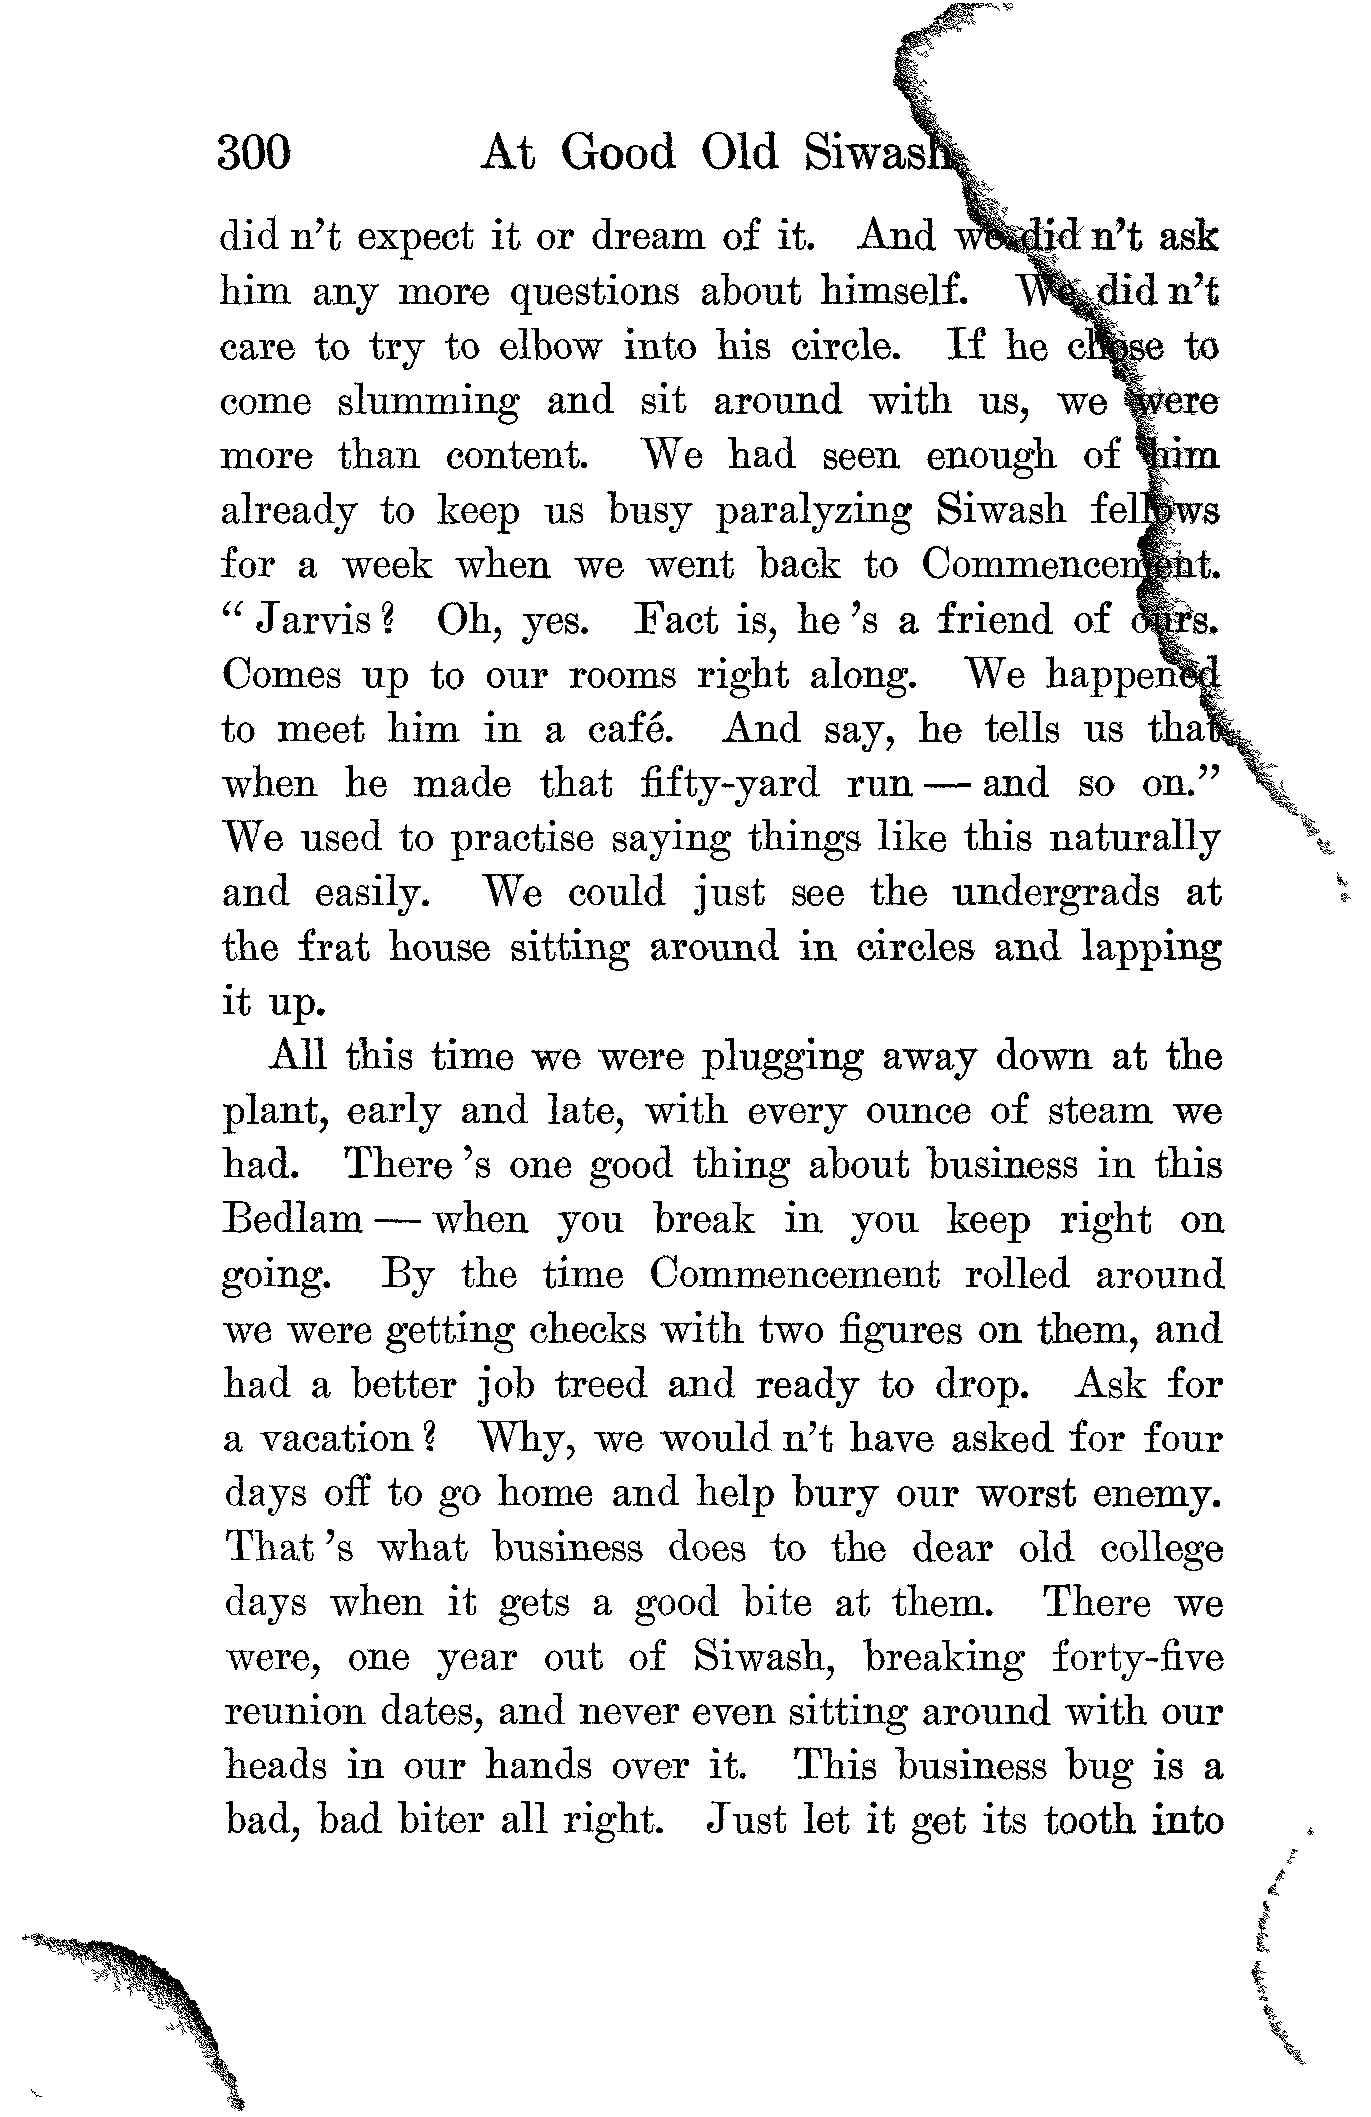 300 At Good Old Siwash
did n't expect it or dream of it. And we did n't ask
him any more questions about himself. We did n't
care to try to elbow into his circle. If he chose to
come slumming and sit around with us, we were
more than content. We had seen enough of him
already to keep us busy paralyzing Siwash fellows
for a week when we went back to Commencement.
“ Jarvis? Oh, yes. Fact is, he 's a friend of ours.
Comes up to our rooms right along. We happened
to meet him in a café. And say, he tells us that
when he made that fifty-yard run — and so on.”
We used to practise saying things like this naturally
and easily. We could just see the undergrads at
the frat house sitting around in circles and lapping
it up.
All this time we were plugging away down at the
plant, early and late, with every ounce of steam we
had. There 's one good thing about business in this
Bedlam — when you break in you keep right on
going. By the time Commencement rolled around
we were getting checks with two figures on them, and
had a better job treed and ready to drop. Ask for
a vacation? Why, we would n't have asked for four
days off to go home and help bury our worst enemy.
That 's what business does to the dear old college
days when it gets a good bite at them. There we
were, one year out of Siwash, breaking forty-five
reunion dates, and never even sitting around with our
heads in our hands over it. This business bug is a
bad, bad biter all right. Just let it get its tooth into